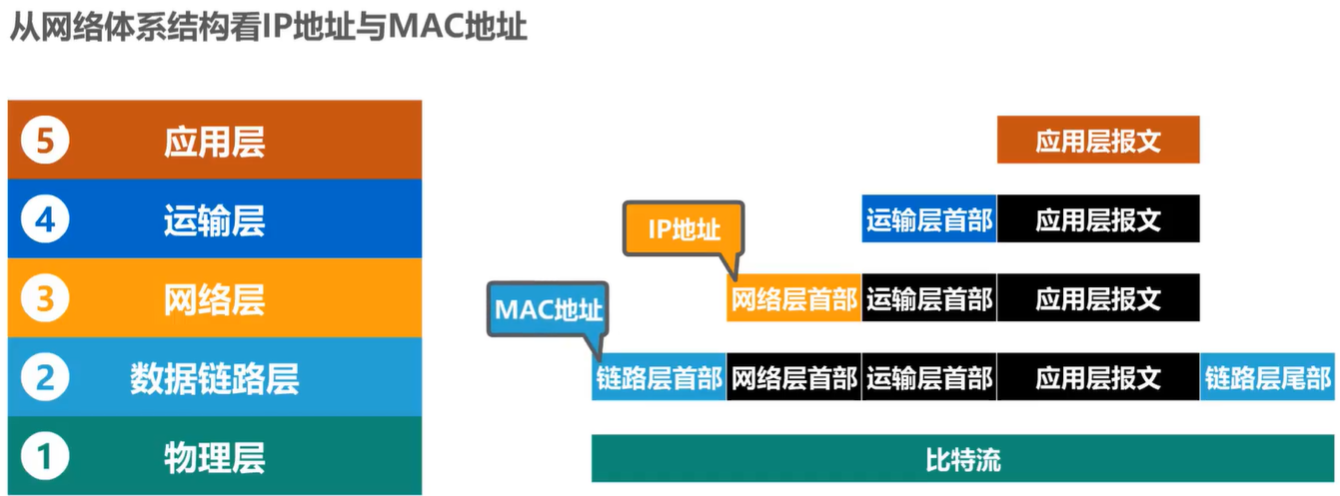 从网络体系结构看IP地址与MAC地址
5 应用层 应用层报文
4 运输层 运输层首部 应用层报文
IP地址
3 网络层 网络层首部 运输层首部 应用层报文
MAC地址
2 数据链路层 链路层首部 网络层首部 运输层首部 应用层报文 链路层尾部
1 物理层 比特流